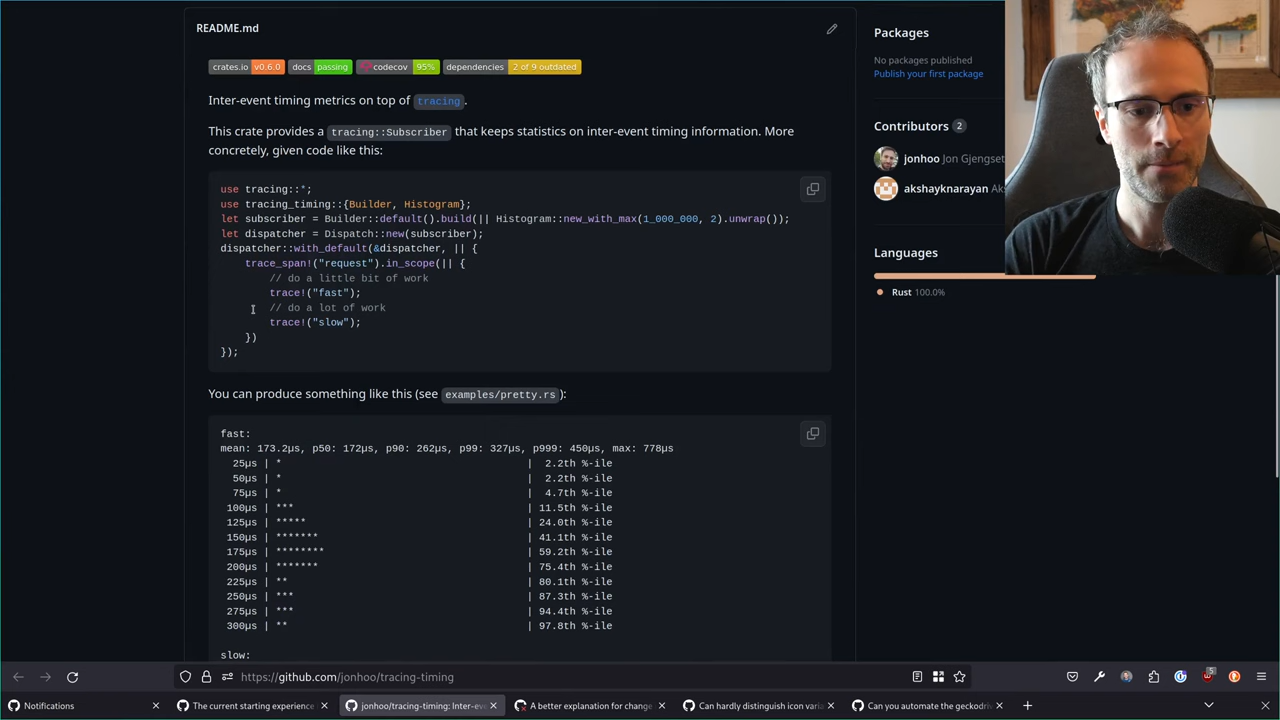 README.md
crates.io v0.6.0 docs passing codecov 95% dependencies 2 of 9 outdated
Inter-event timing metrics on top of tracing.
This crate provides a tracing::Subscriber that keeps statistics on inter-event timing information. More
concretely, given code like this:
use tracing::*;
use tracing_timing::{Builder, Histogram};
let subscriber = Builder::default().build(|| Histogram::new_with_max(1_000_000, 2).unwrap());
let dispatcher = Dispatch::new(subscriber);
dispatcher::with_default(&dispatcher, || {
trace_span!("request").in_scope(|| {
// do a little bit of work
trace!("fast");
// do a lot of work
trace!("slow");
})
});
You can produce something like this (see examples/pretty.rs):
fast:
mean: 173.2µs, p50: 172µs, p90: 262µs, p99: 327µs, p999: 450µs, max: 778µs
25µs | * | 2.2th %-ile
50µs | * | 2.2th %-ile
75µs | * | 4.7th %-ile
100µs | *** | 11.5th %-ile
125µs | ***** | 24.0th %-ile
150µs | ******* | 41.1th %-ile
175µs | ******** | 59.2th %-ile
200µs | ******* | 75.4th %-ile
225µs | ** | 80.1th %-ile
250µs | *** | 87.3th %-ile
275µs | *** | 94.4th %-ile
300µs | ** | 97.8th %-ile
slow:
Packages
No packages published
Publish your first package
Contributors 2
jonhoo Jon Gjengset
akshayknarayan
Languages
Rust 100.0%
https://github.com/jonhoo/tracing-timing
5
Notifications
The current starting experience
jonhoo/tracing-timing: Inter-eve
A better explanation for change
Can hardly distinguish icon varia
Can you automate the geckodriv